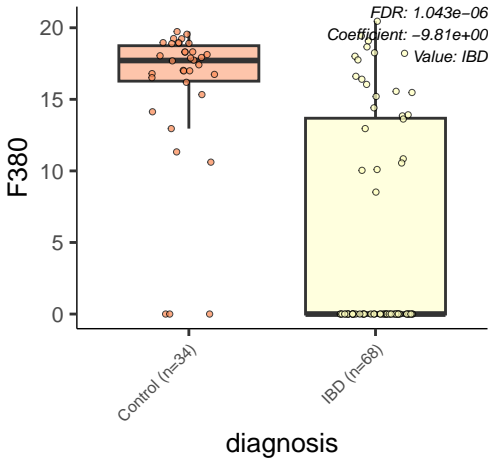 FDR: 1.043e−06
Coefficient: −9.81e+00
Value: IBD
20
15
10
5
0
F380
Control (n=34)
IBD (n=68)
diagnosis